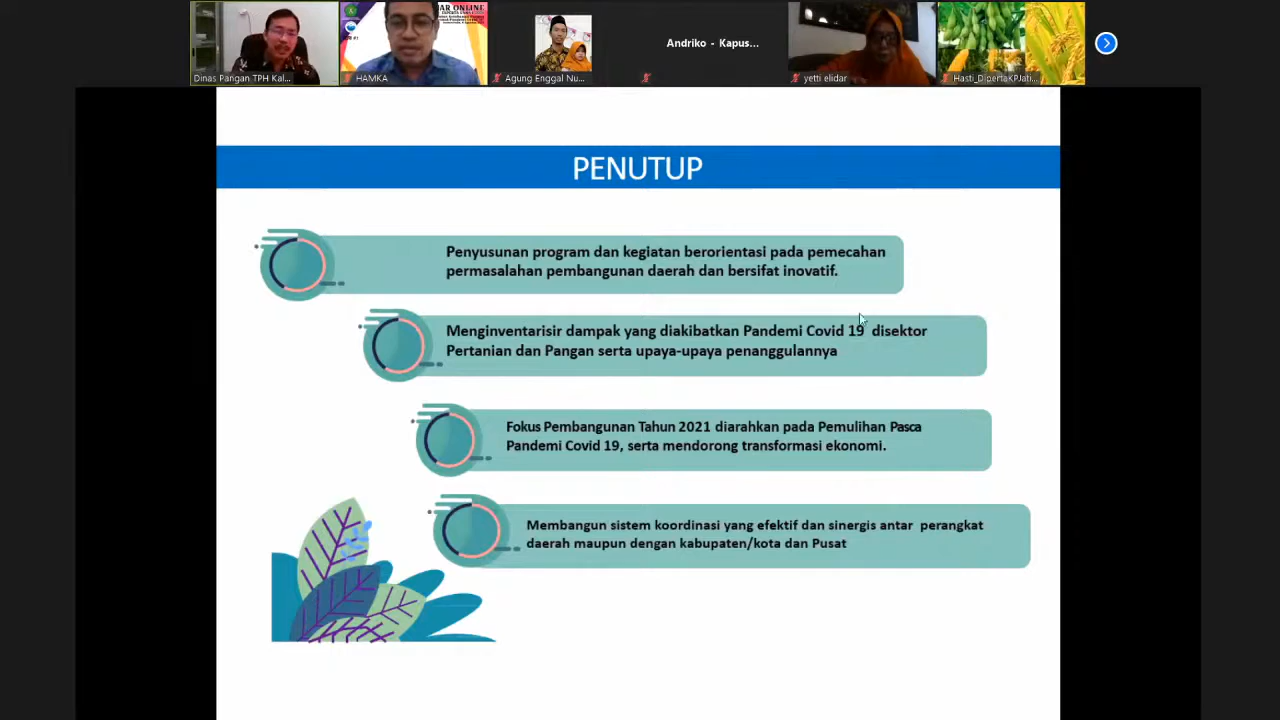 AR ONLINE
Dinas Pangan TPH Kal...
HAMKA
Agung Enggal Nu...
Andriko - Kapus...
yetti elidar
Hasti_DipertaKPJati...
PENUTUP
Penyusunan program dan kegiatan berorientasi pada pemecahan
permasalahan pembangunan daerah dan bersifat inovatif.
Menginventarisir dampak yang diakibatkan Pandemi Covid 19 disektor
Pertanian dan Pangan serta upaya-upaya penanggulannya
Fokus Pembangunan Tahun 2021 diarahkan pada Pemulihan Pasca
Pandemi Covid 19, serta mendorong transformasi ekonomi.
Membangun sistem koordinasi yang efektif dan sinergis antar perangkat
daerah maupun dengan kabupaten/kota dan Pusat